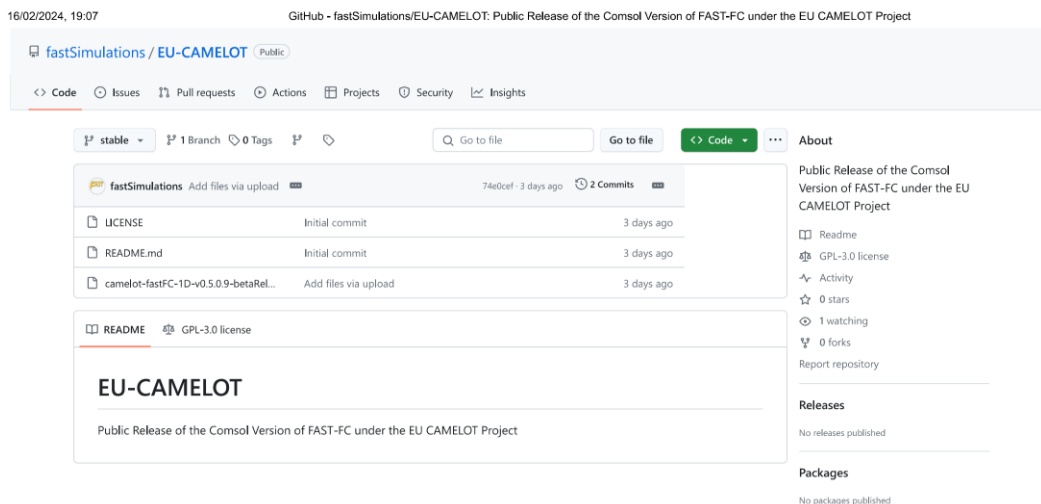 16/02/2024, 19:07 GitHub - fastSimulations/EU-CAMELOT: Public Release of the Comsol Version of FAST-FC under the EU CAMELOT Project
fastSimulations / EU-CAMELOT Public
<> Code Issues Pull requests Actions Projects Security Insights
stable 1 Branch 0 Tags Go to file Go to file <> Code ...
fastSimulations Add files via upload 74e0cef · 3 days ago 2 Commits
LICENSE Initial commit 3 days ago
README.md Initial commit 3 days ago
camelot-fastFC-1D-v0.5.0.9-betaRel... Add files via upload 3 days ago
README GPL-3.0 license
EU-CAMELOT
Public Release of the Comsol Version of FAST-FC under the EU CAMELOT Project
About
Public Release of the Comsol
Version of FAST-FC under the EU
CAMELOT Project
Readme
GPL-3.0 license
Activity
0 stars
1 watching
0 forks
Report repository
Releases
No releases published
Packages
No packages published